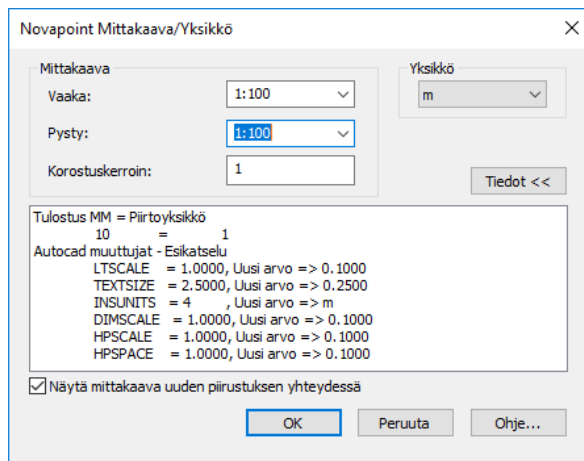 Novapoint Mittakaava/Yksikkö
Mittakaava
Yksikkö
Vaaka:
1:100
m
Pysty:
1:100
Korostuskerroin:
1
Tiedot <<
Tulostus MM = Piirtoyksikkö
10 = 1
Autocad muuttujat - Esikatselu
LTSCALE = 1.0000, Uusi arvo => 0.1000
TEXTSIZE = 2.5000, Uusi arvo => 0.2500
INSUNITS = 4 , Uusi arvo => m
DIMSCALE = 1.0000, Uusi arvo => 0.1000
HPSCALE = 1.0000, Uusi arvo => 0.1000
HPSPACE = 1.0000, Uusi arvo => 0.1000
Näytä mittakaava uuden piirustuksen yhteydessä
OK Peruuta Ohje...